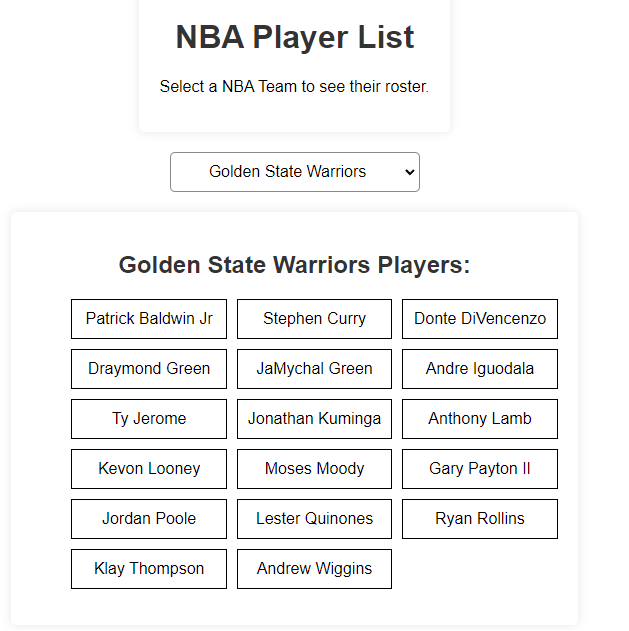 NBA Player List
Select a NBA Team to see their roster.
Golden State Warriors
Golden State Warriors Players:
Patrick Baldwin Jr
Stephen Curry
Donte DiVencenzo
Draymond Green
JaMychal Green
Andre Iguodala
Ty Jerome
Jonathan Kuminga
Anthony Lamb
Kevon Looney
Moses Moody
Gary Payton II
Jordan Poole
Lester Quinones
Ryan Rollins
Klay Thompson
Andrew Wiggins